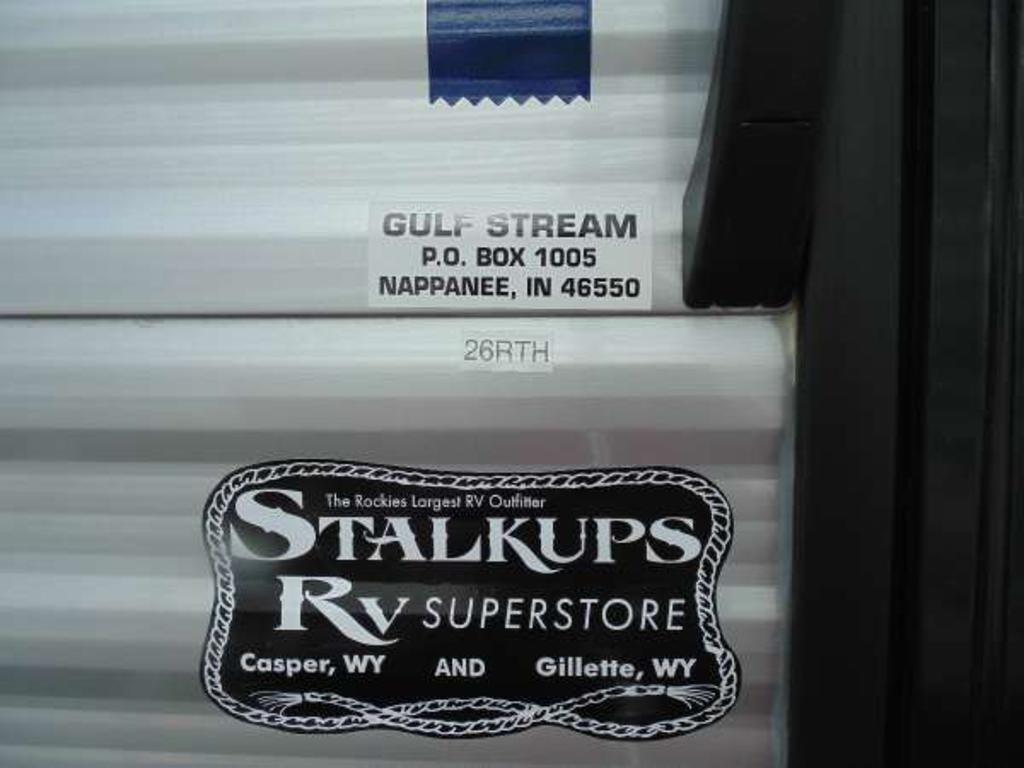 GULF STREAM
P.O. BOX 1005
NAPPANEE, IN 46550
26RTH
The Rockies Largest RV Outfitter
STALKUPS
RV SUPERSTORE
Casper, WY AND Gillette, WY